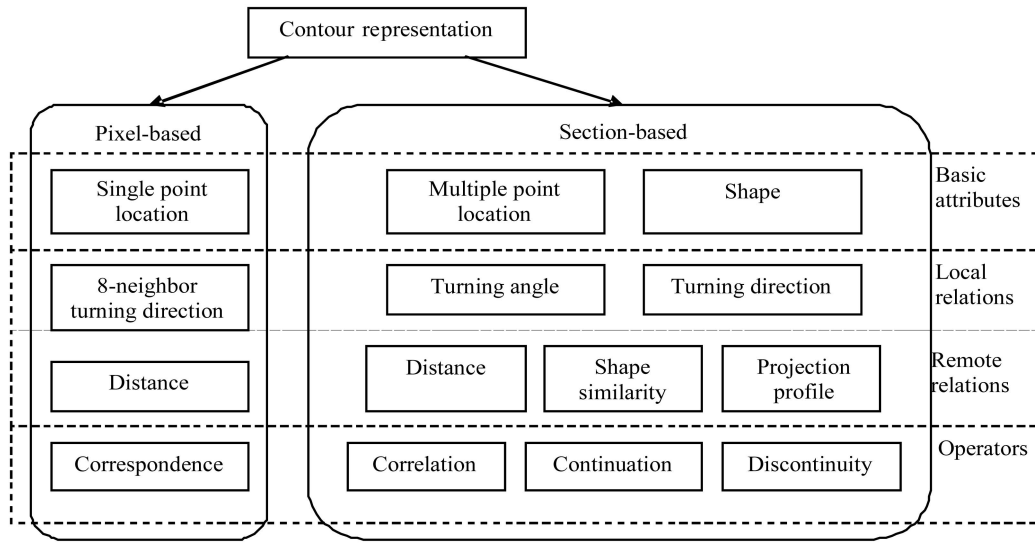 Contour representation
Pixel-based
Section-based
Single point
location
Multiple point
location
Shape
Basic
attributes
8-neighbor
turning direction
Turning angle
Turning direction
Local
relations
Distance
Distance
Shape
similarity
Projection
profile
Remote
relations
Correspondence
Correlation
Continuation
Discontinuity
Operators